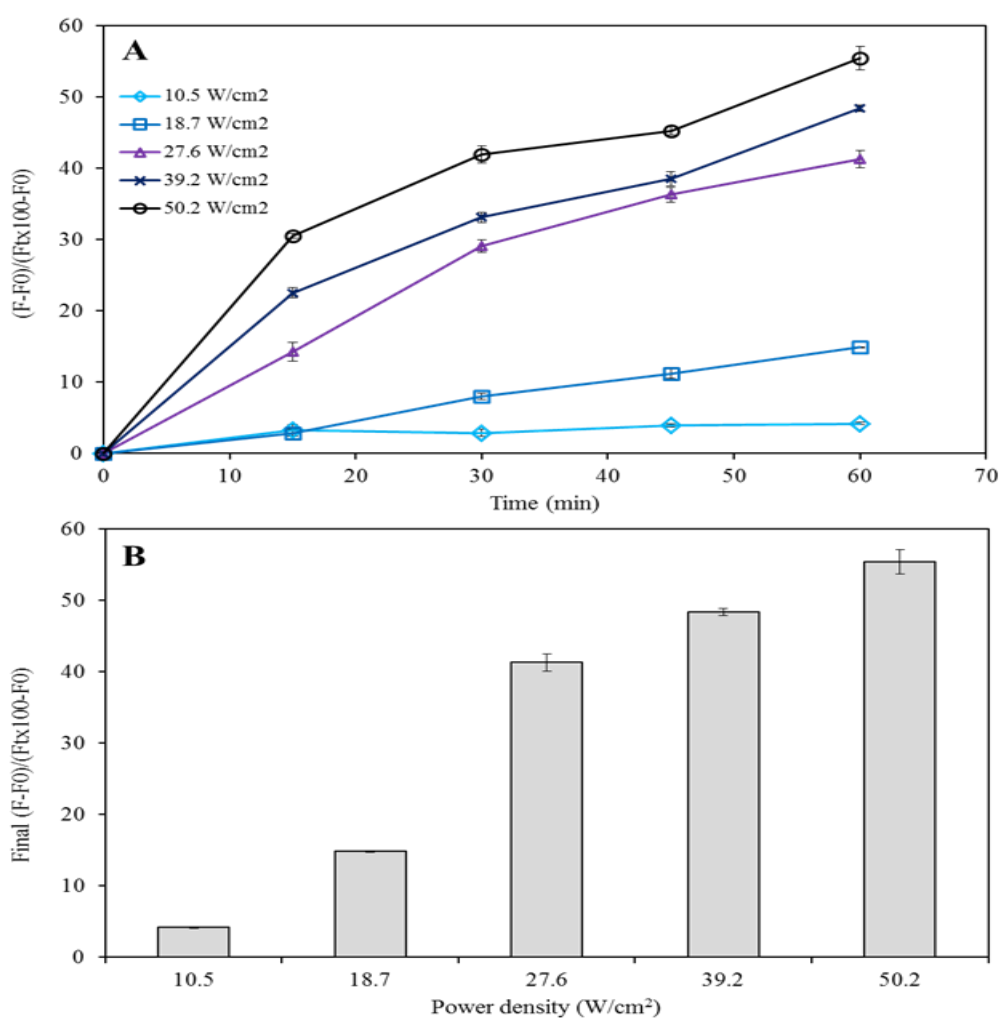 A
10.5 W/cm2
18.7 W/cm2
27.6 W/cm2
39.2 W/cm2
50.2 W/cm2
(F-F0)/(Ftx100-F0)
60
50
40
30
20
10
0
0 10 20 30 40 50 60 70
Time (min)
B
Final (F-F0)/(Ftx100-F0)
60
50
40
30
20
10
0
10.5 18.7 27.6 39.2 50.2
Power density (W/cm²)